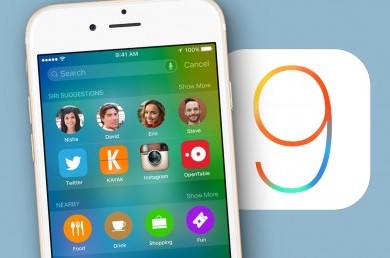 9:41 AM 100%
Search Cancel
SIRI SUGGESTIONS Show More
Nisha David Erin Steve
K
Twitter KAYAK Instagram OpenTable
NEARBY Show More
Food Drink Shopping Fun
9